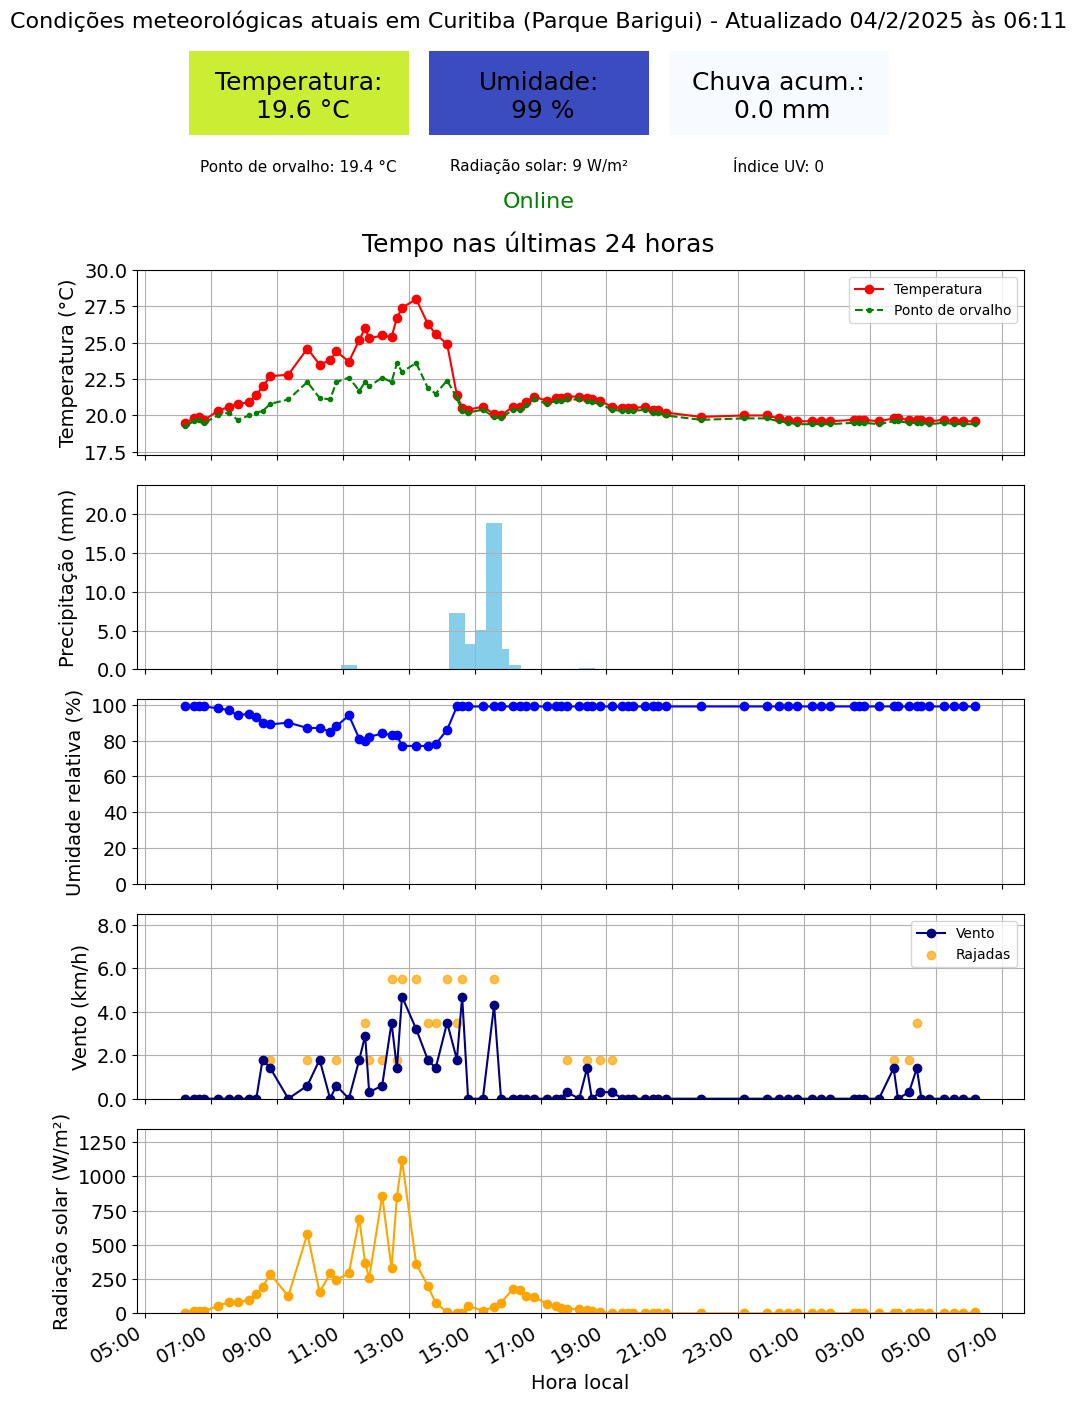 Condições meteorológicas atuais em Curitiba (Parque Barigui) - Atualizado 04/2/2025 às 06:11
Temperatura:
19.6 °C
Umidade:
99 %
Chuva acum.:
0.0 mm
Ponto de orvalho: 19.4 °C
Radiação solar: 9 W/m²
Índice UV: 0
Online
Tempo nas últimas 24 horas
Temperatura (°C)
30.0
27.5
25.0
22.5
20.0
17.5
Temperatura
Ponto de orvalho
Precipitação (mm)
20.0
15.0
10.0
5.0
0.0
Umidade relativa (%)
100
80
60
40
20
0
Vento (km/h)
8.0
6.0
4.0
2.0
0.0
Vento
Rajadas
Radiação solar (W/m²)
1250
1000
750
500
250
0
05:00
07:00
09:00
11:00
13:00
15:00
17:00
19:00
21:00
23:00
01:00
03:00
05:00
07:00
Hora local